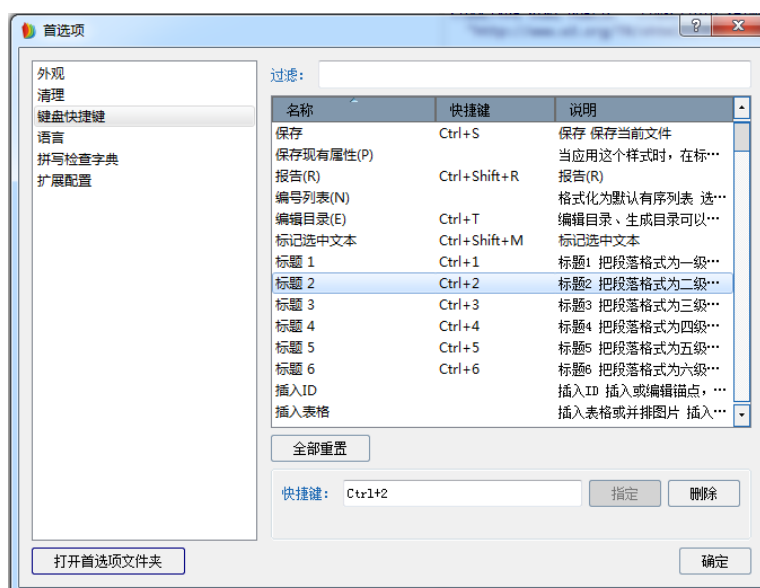 首选项
外观
清理
键盘快捷键
语言
拼写检查字典
扩展配置
过滤：
名称 快捷键 说明
保存 Ctrl+S 保存 保存当前文件
保存现有属性(P) 当应用这个样式时，在标…
报告(R) Ctrl+Shift+R 报告(R)
编号列表(N) 格式化为默认有序列表 选…
编辑目录(E) Ctrl+T 编辑目录、生成目录可以…
标记选中文本 Ctrl+Shift+M 标记选中文本
标题 1 Ctrl+1 标题1 把段落格式为一级…
标题 2 Ctrl+2 标题2 把段落格式为二级…
标题 3 Ctrl+3 标题3 把段落格式为三级…
标题 4 Ctrl+4 标题4 把段落格式为四级…
标题 5 Ctrl+5 标题5 把段落格式为五级…
标题 6 Ctrl+6 标题6 把段落格式为六级…
插入ID 插入ID 插入或编辑锚点，…
插入表格 插入表格或并排图片 插入…
全部重置
快捷键： Ctrl+2 指定 删除
打开首选项文件夹 确定